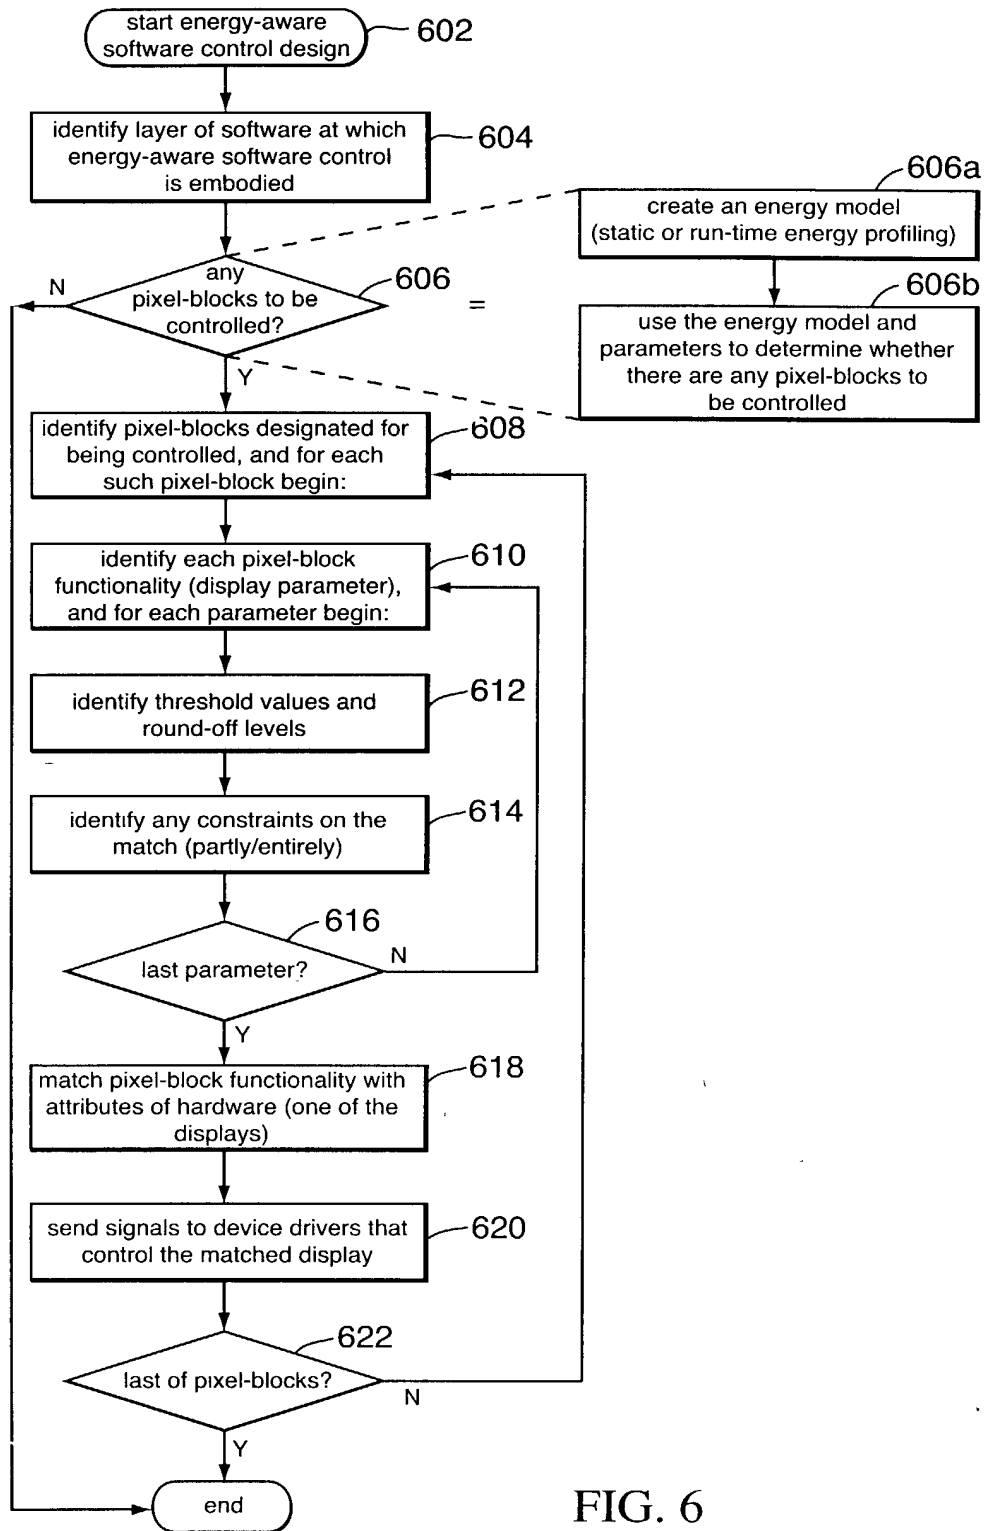 start energy-aware
software control design
602
identify layer of software at which
energy-aware software control
is embodied
604
any
pixel-blocks to be
controlled?
606
N
Y
=
606a
create an energy model
(static or run-time energy profiling)
606b
use the energy model and
parameters to determine whether
there are any pixel-blocks to
be controlled
identify pixel-blocks designated for
being controlled, and for each
such pixel-block begin:
608
identify each pixel-block
functionality (display parameter),
and for each parameter begin:
610
identify threshold values and
round-off levels
612
identify any constraints on the
match (partly/entirely)
614
616
last parameter?
N
Y
match pixel-block functionality with
attributes of hardware (one of the
displays)
618
send signals to device drivers that
control the matched display
620
622
last of pixel-blocks?
N
Y
end
FIG. 6